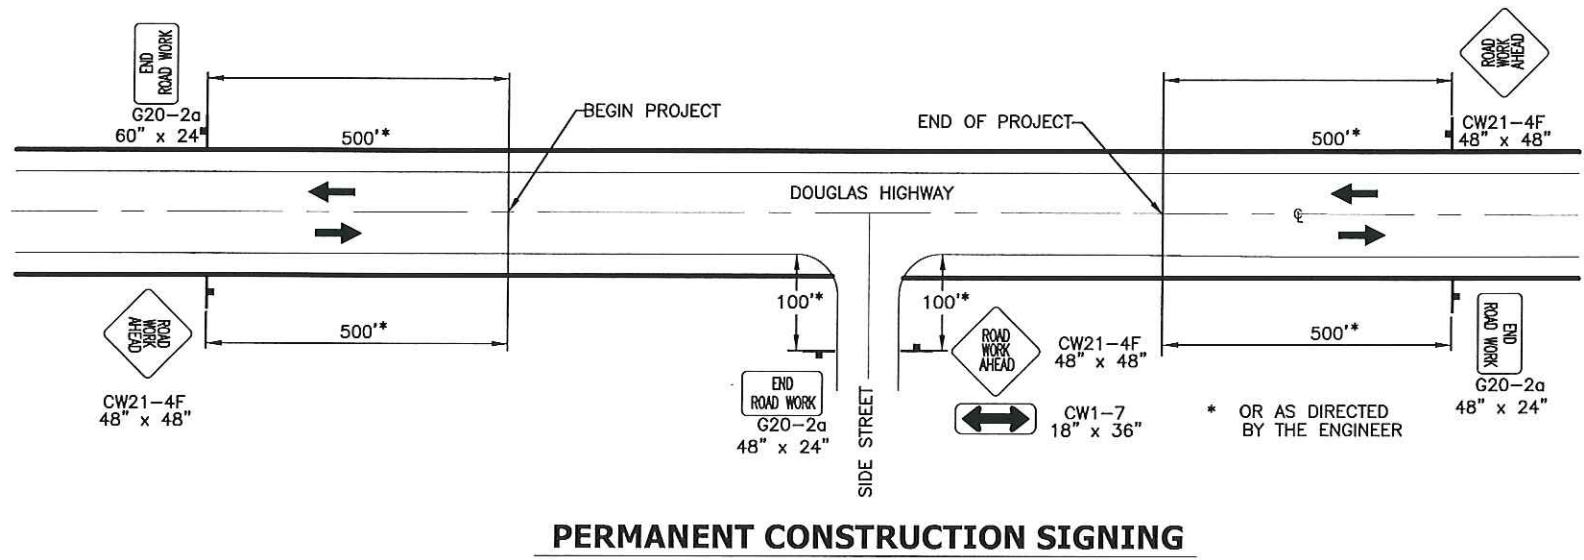 END
ROAD WORK
G20-2a
60" x 24"
500'*
BEGIN PROJECT
END OF PROJECT
500'*
ROAD
WORK
AHEAD
CW21-4F
48" x 48"
DOUGLAS HIGHWAY
℄
ROAD
WORK
AHEAD
CW21-4F
48" x 48"
500'*
100'*
END
ROAD WORK
G20-2a
48" x 24"
SIDE STREET
100'*
ROAD
WORK
AHEAD
CW21-4F
48" x 48"
CW1-7
18" x 36"
500'*
END
ROAD WORK
G20-2a
48" x 24"
* OR AS DIRECTED
BY THE ENGINEER
PERMANENT CONSTRUCTION SIGNING